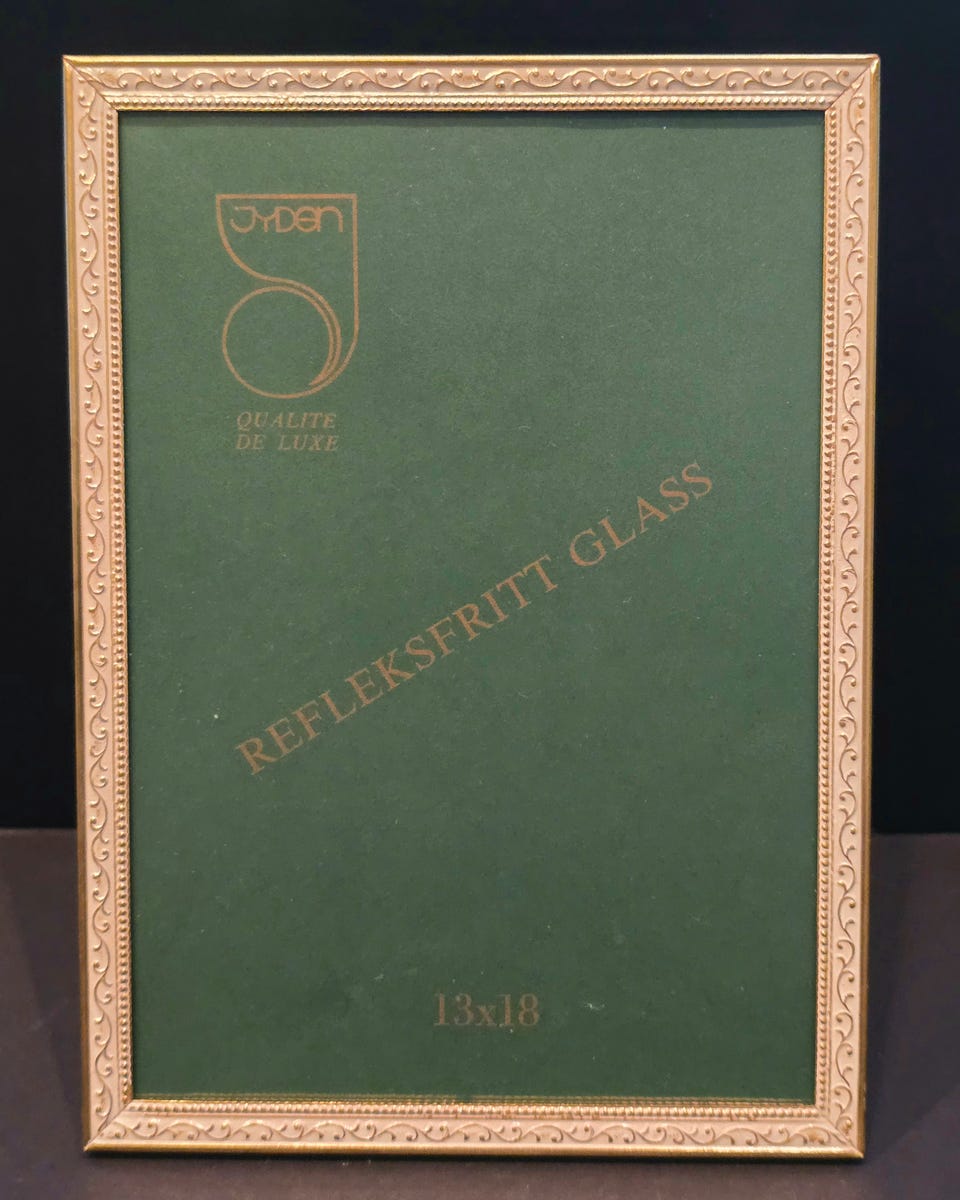 JYDEN
QUALITE
DE LUXE
REFLEKSFRITT GLASS
13x18